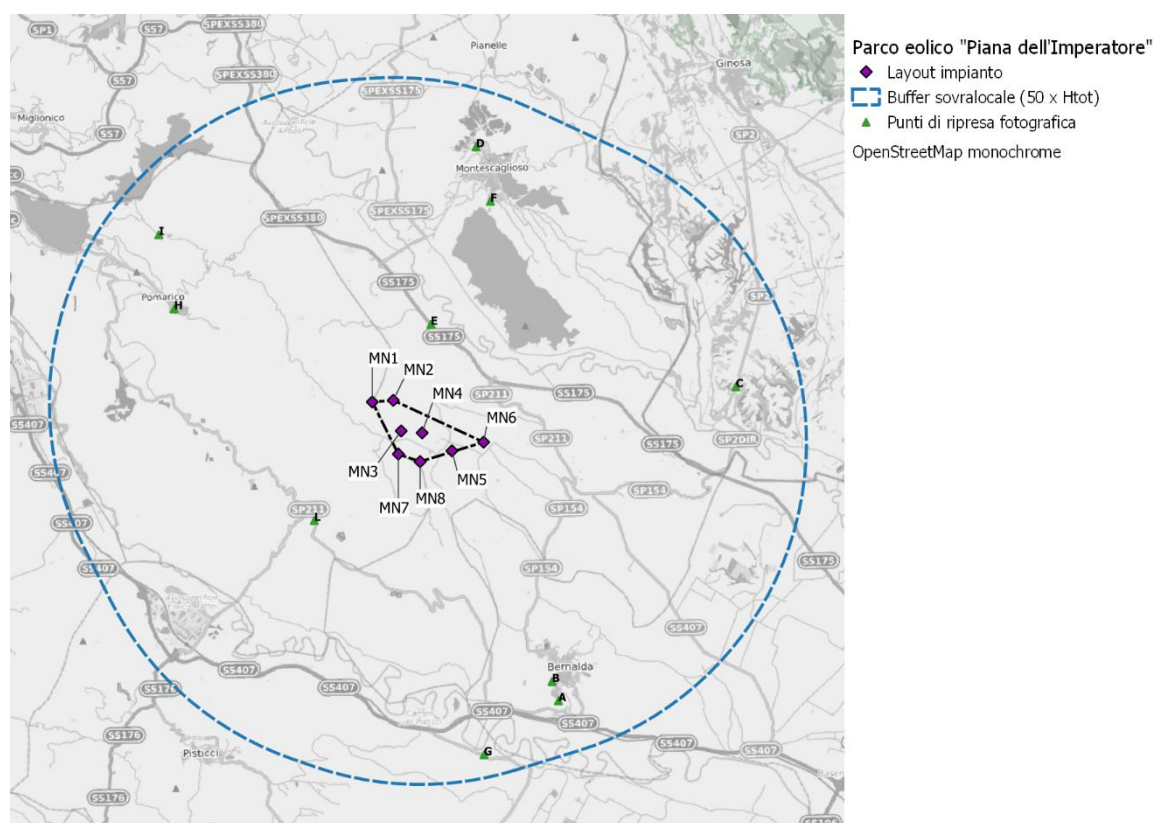 SP1
S57
SPEXSS380
Pianelle
Parco eolico "Piana dell'Imperatore"
Layout impianto
Buffer sovralocale (50 x Htot)
Punti di ripresa fotografica
OpenStreetMap monochrome
Ginosa
SPEXSS380
SPEXSS175
Miglionico
S57
S57
SP2
D
Montescaglioso
F
SPEXSS175
SPEXSS380
I
SS175
Pomarico
H
E
SS175
SP2
MN1
MN2
MN4
MN6
SP211
SS175
C
SS407
SP211
SS175
SP2DIR
MN3
MN7
MN8
MN5
SP154
SS407
SP211
L
SP154
SS175
SS407
SP154
SS407
Bernalda
B
A
SS407
SS407
SS407
SS176
SS407
SS407
Pisticci
G
SS176
SS176